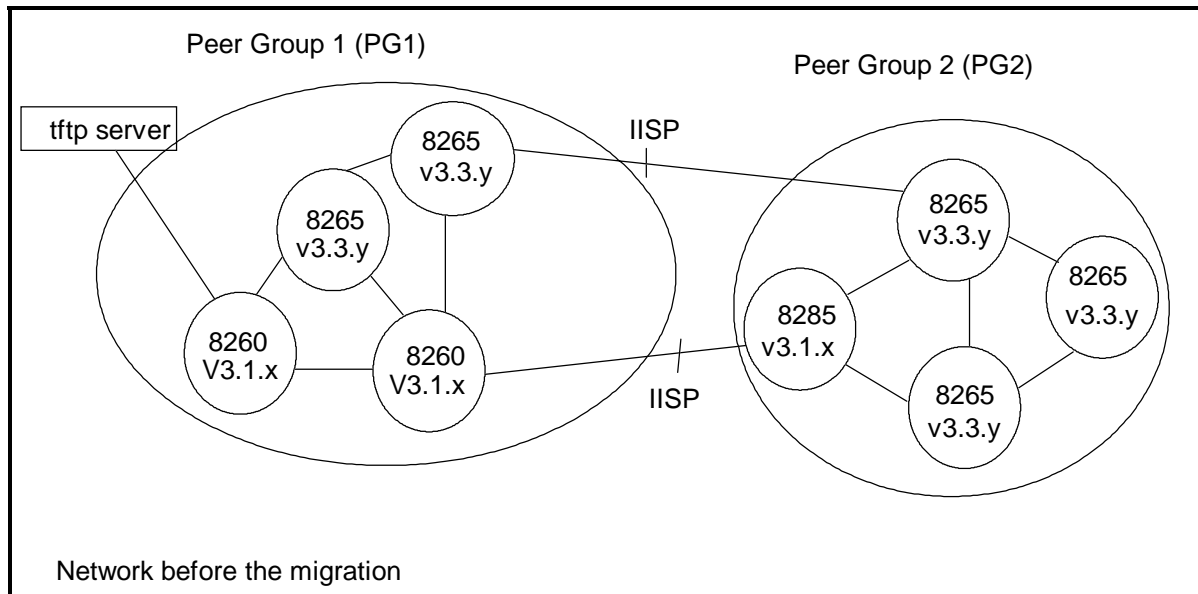 Peer Group 1 (PG1)
Peer Group 2 (PG2)
tftp server
IISP
8265
v3.3.y
8265
v3.3.y
8265
v3.3.y
8265
v3.3.y
8285
v3.1.x
8260
V3.1.x
8260
V3.1.x
IISP
8265
v3.3.y
Network before the migration